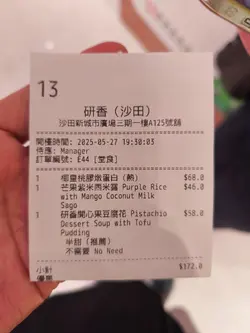 13
研香（沙田）
沙田新城市廣場三期一樓A125號舖
開檯時間: 2025-05-27 19:30:03
侍應: Manager
訂單編號: E44 [堂食]
1 椰皇桃膠燉蛋白（熱） $68.0
1 芒果紫米西米露 Purple Rice $46.0
with Mango Coconut Milk
Sago
1 研香開心果豆腐花 Pistachio $58.0
Dessert Soup with Tofu
Pudding
半甜（推薦）
不需要 No Need
小計 $172.0